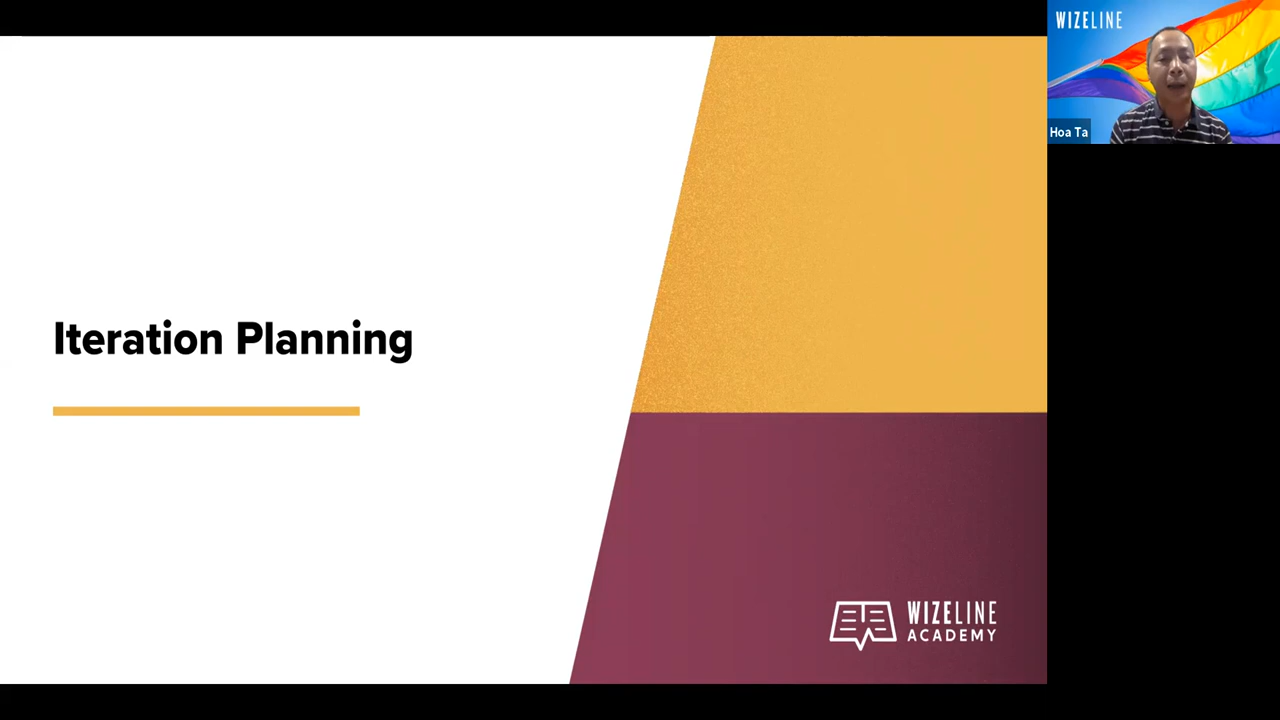 WIZELINE
Hoa Ta
Iteration Planning
WIZELINE
ACADEMY